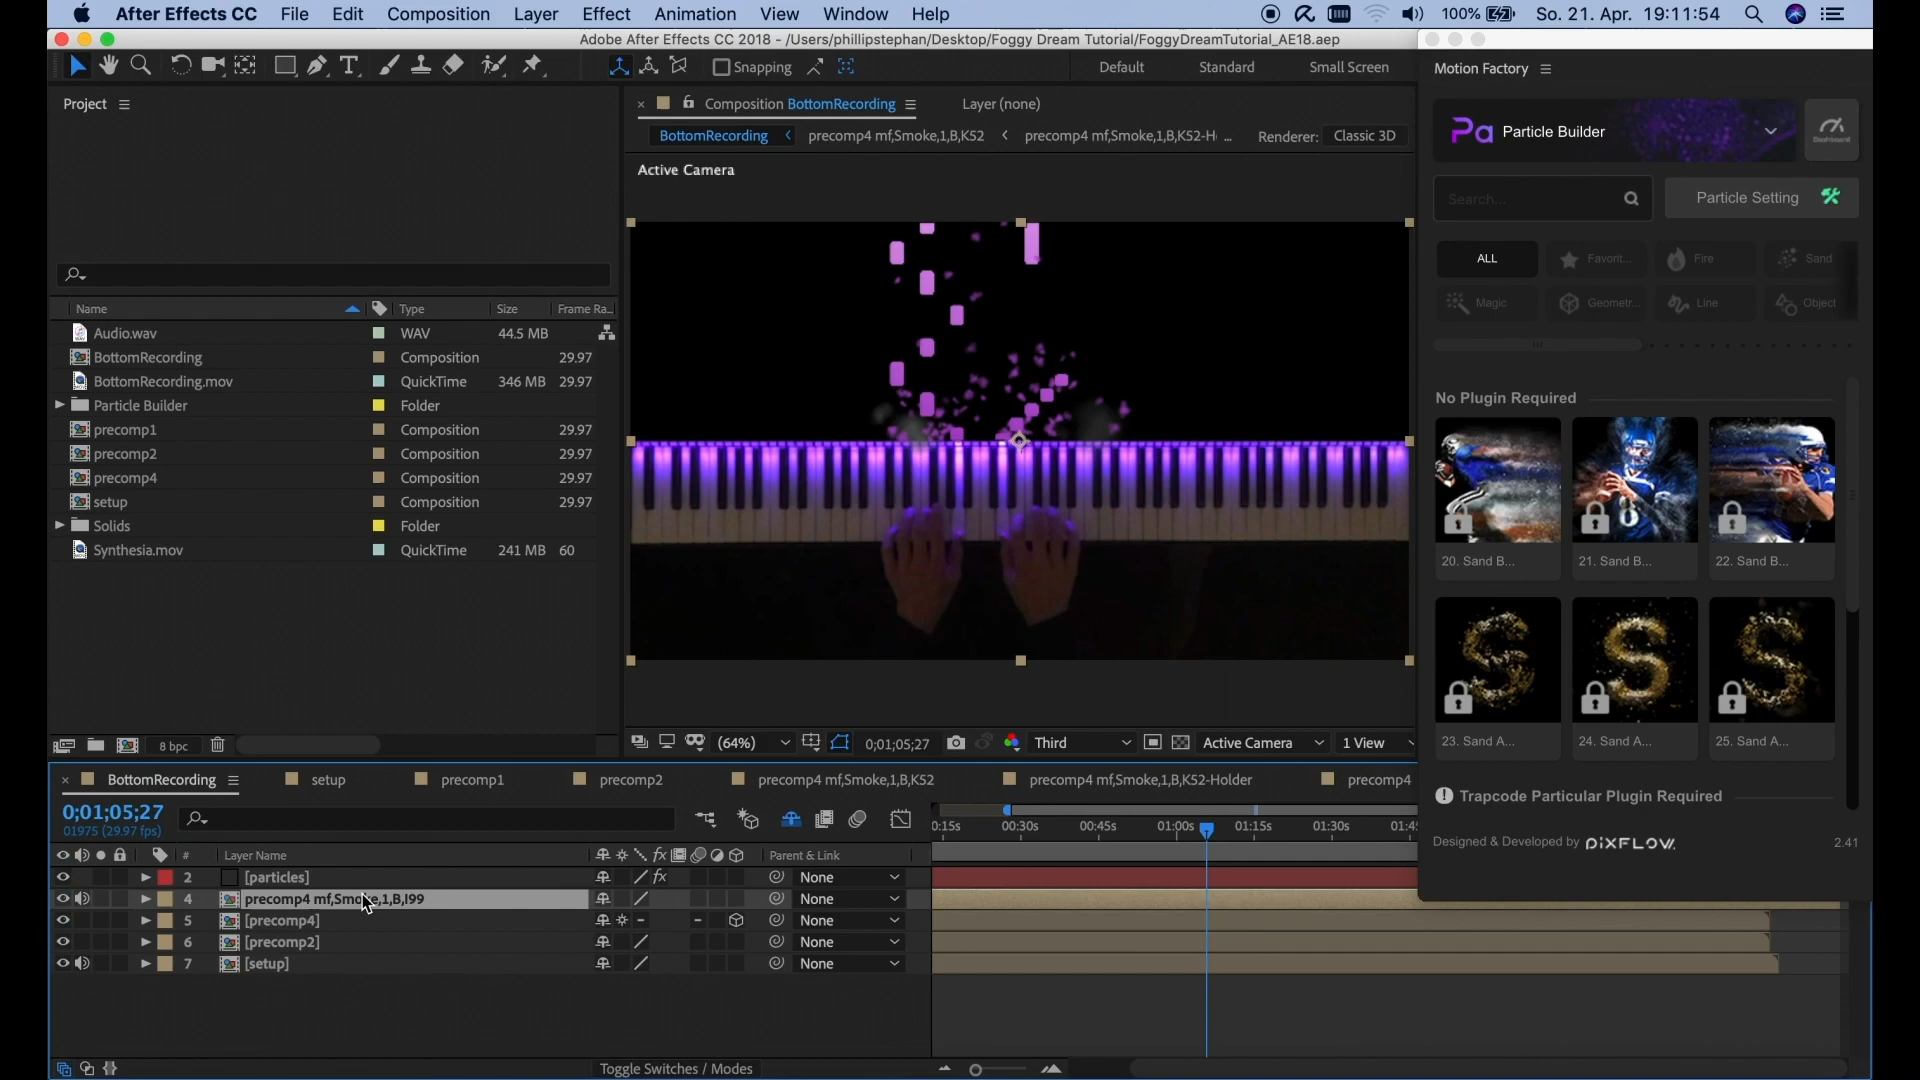 After Effects CC File Edit Composition Layer Effect Animation View Window Help 100% So. 21. Apr. 19:11:54
Adobe After Effects CC 2018 - /Users/phillipstephan/Desktop/Foggy Dream Tutorial/FoggyDreamTutorial_AE18.aep
Snapping Default Standard Small Screen
Project
Composition BottomRecording Layer (none)
BottomRecording precomp4 mf,Smoke,1,B,K52 precomp4 mf,Smoke,1,B,K52-H ... Renderer: Classic 3D
Active Camera
Name Type Size Frame Ra...
Audio.wav WAV 44.5 MB
BottomRecording Composition 29.97
BottomRecording.mov QuickTime 346 MB 29.97
Particle Builder Folder
precomp1 Composition 29.97
precomp2 Composition 29.97
precomp4 Composition 29.97
setup Composition 29.97
Solids Folder
Synthesia.mov QuickTime 241 MB 60
8 bpc
(64%) 0;01;05;27 Third Active Camera 1 View
Motion Factory
Pa Particle Builder
Dashboard
Search... Particle Setting
ALL Favorit... Fire Sand
Magic Geometr... Line Object
No Plugin Required
20. Sand B... 21. Sand B... 22. Sand B...
23. Sand A... 24. Sand A... 25. Sand A...
Trapcode Particular Plugin Required
Designed & Developed by PIXFLOW. 2.41
BottomRecording setup precomp1 precomp2 precomp4 mf,Smoke,1,B,K52 precomp4 mf,Smoke,1,B,K52-Holder precomp4
0;01;05;27
01975 (29.97 fps)
0:15s 00:30s 00:45s 01:00s 01:15s 01:30s 01:45
# Layer Name fx Parent & Link
2 [particles] fx None
4 precomp4 mf,Smoke,1,B,I99 None
5 [precomp4] None
6 [precomp2] None
7 [setup] None
Toggle Switches / Modes